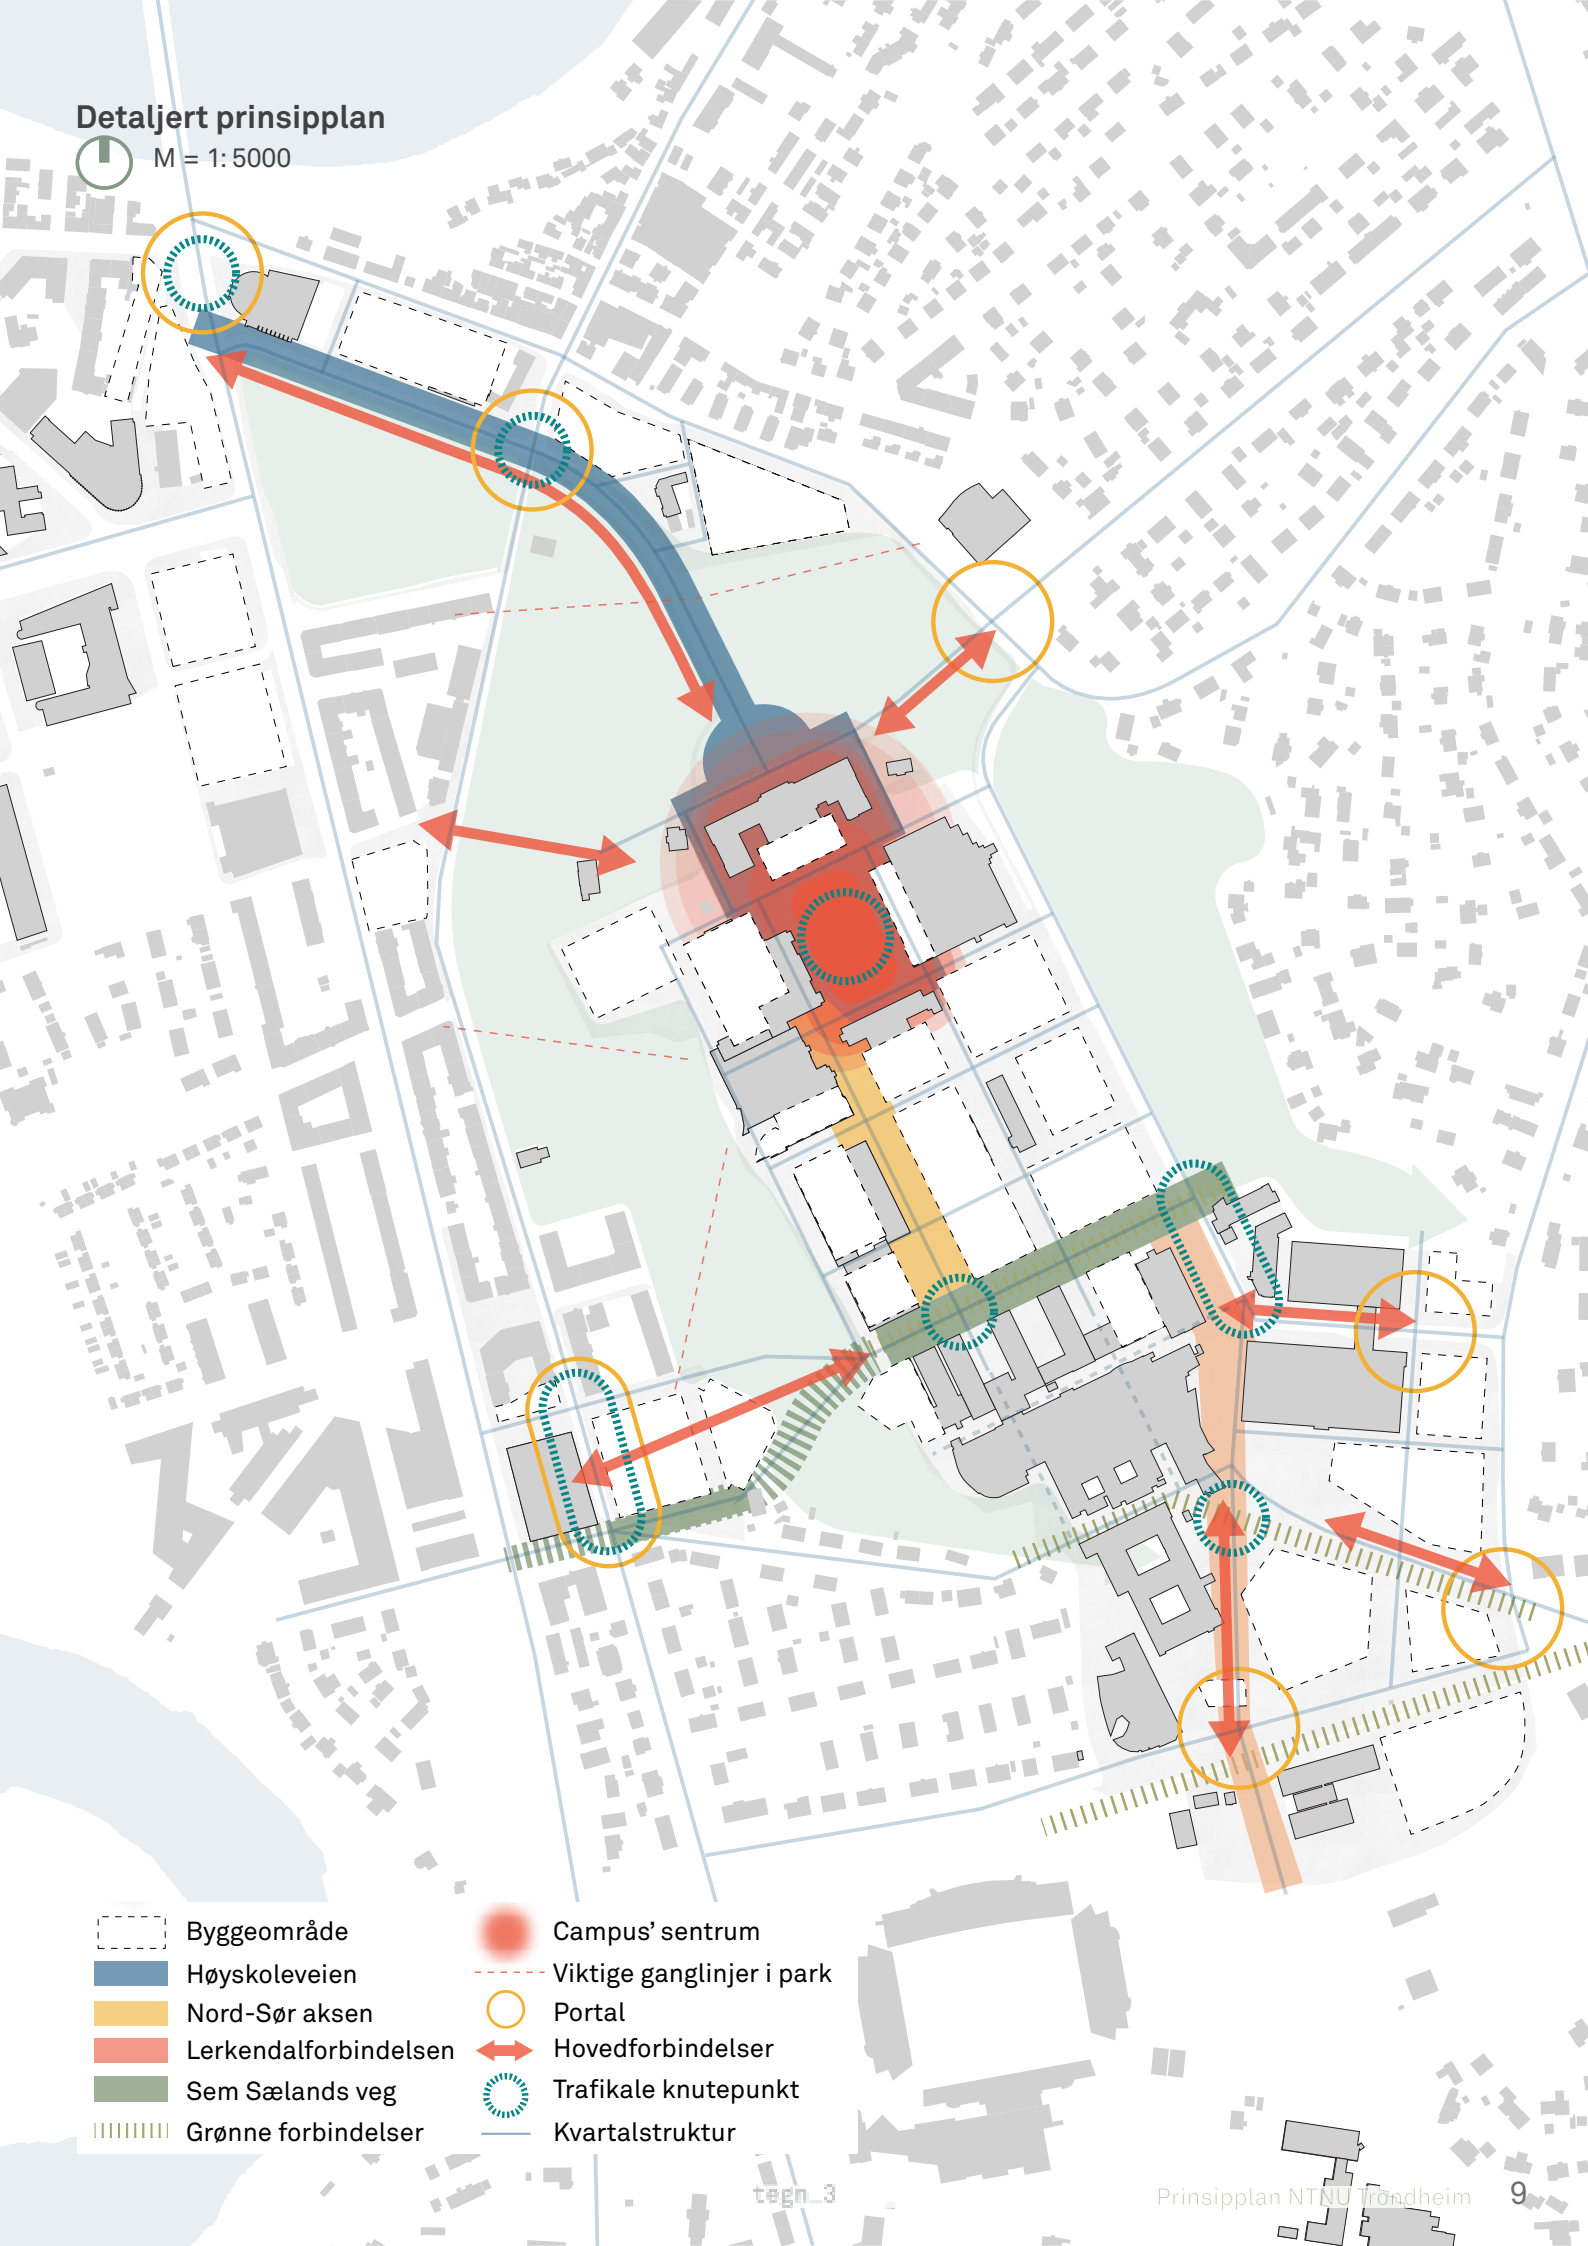 Detaljert prinsipplan
M = 1: 5000
Byggeområde
Høyskoleveien
Nord-Sør aksen
Lerkendalforbindelsen
Sem Sælands veg
Grønne forbindelser
Campus’ sentrum
Viktige ganglinjer i park
Portal
Hovedforbindelser
Trafikale knutepunkt
Kvartalstruktur
tegn_3
Prinsipplan NTNU Trondheim 9